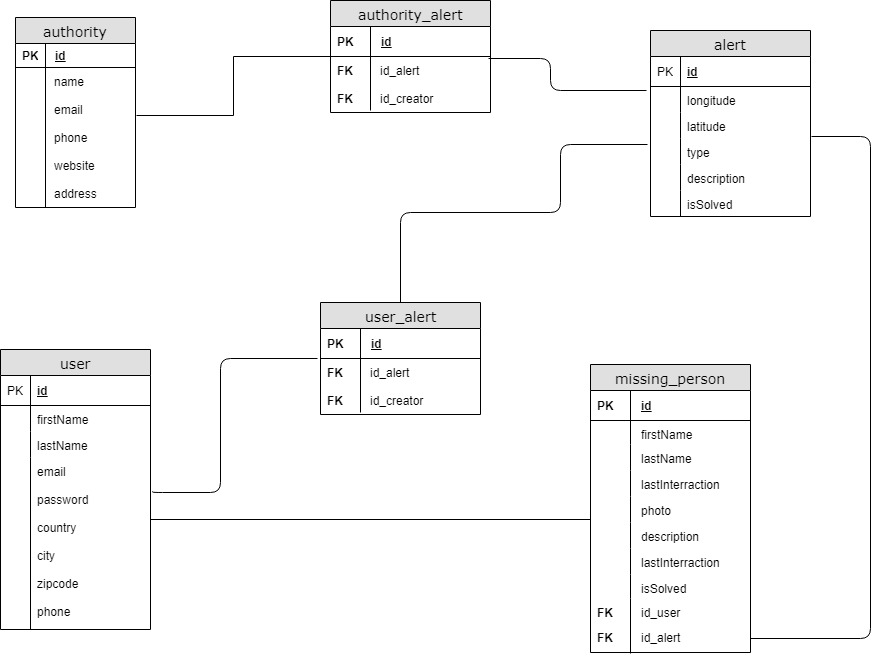 authority
PK id
name
email
phone
website
address
authority_alert
PK id
FK id_alert
FK id_creator
alert
PK id
longitude
latitude
type
description
isSolved
user_alert
PK id
FK id_alert
FK id_creator
user
PK id
firstName
lastName
email
password
country
city
zipcode
phone
missing_person
PK id
firstName
lastName
lastInterraction
photo
description
lastInterraction
isSolved
FK id_user
FK id_alert